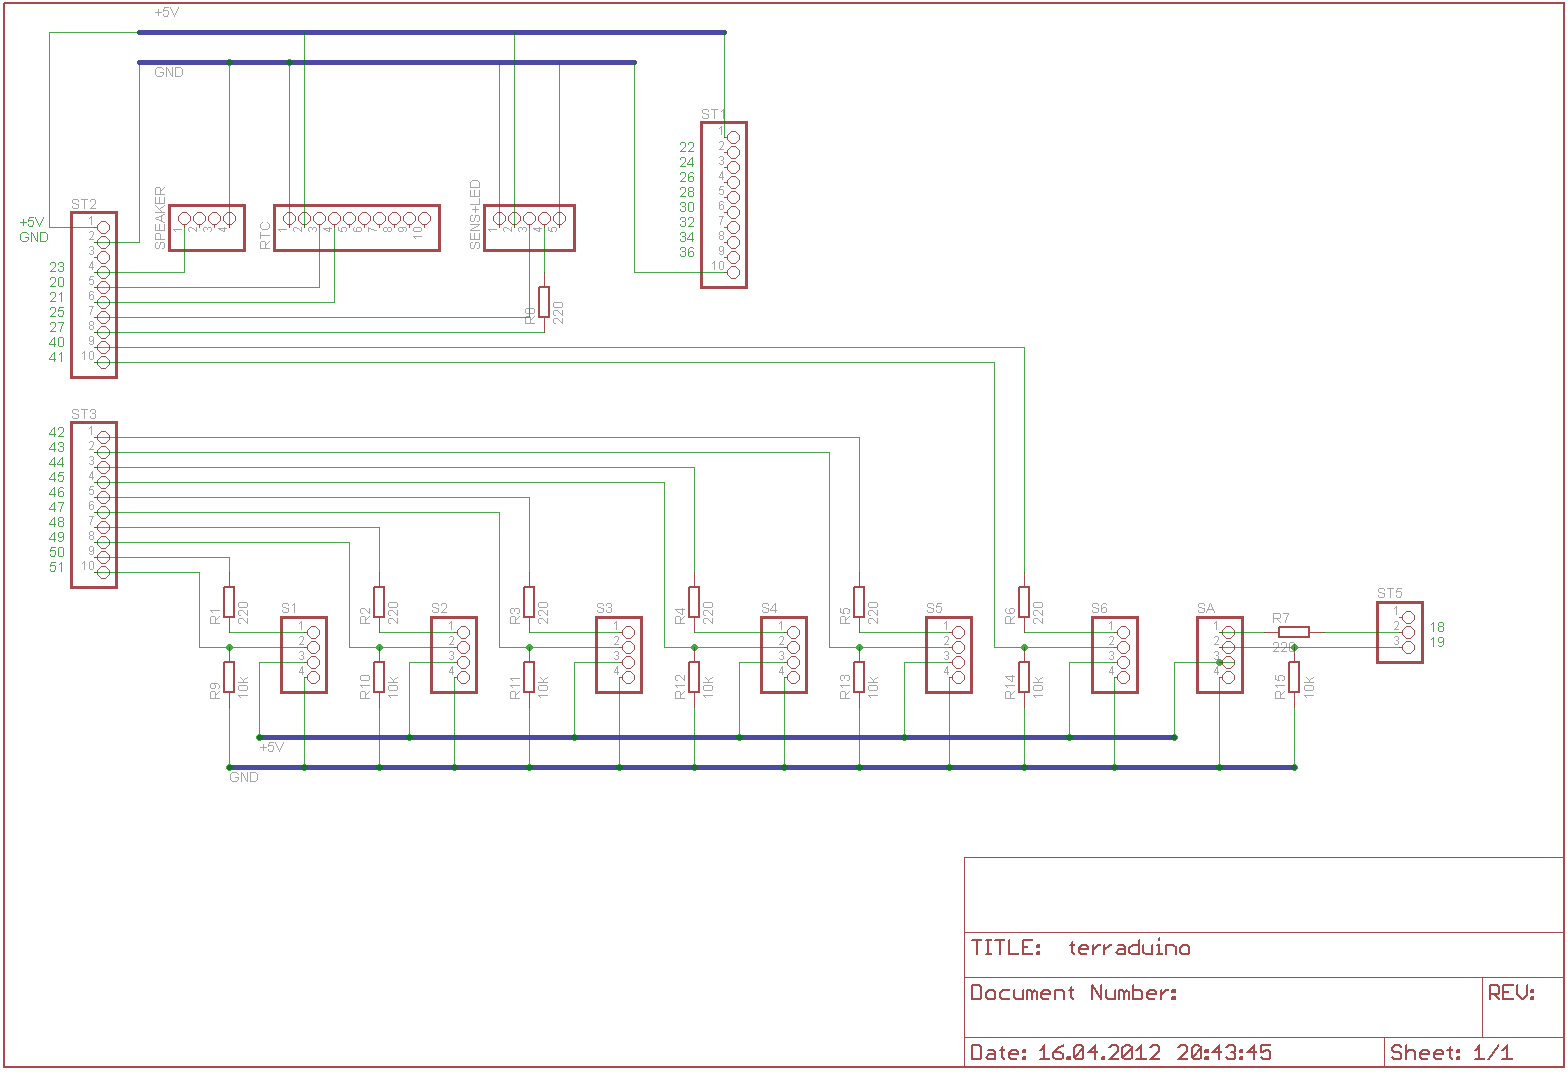 +5V
GND
ST1
1
2
3
4
5
6
7
8
9
10
22
24
26
28
30
32
34
36
ST2
+5V
GND
1
2
3
4
5
6
7
8
9
10
23
20
21
25
27
40
41
SPEAKER
1
2
3
4
RTC
1
2
3
4
5
6
7
8
9
10
SENS+LED
1
2
3
4
5
R8
220
ST3
1
2
3
4
5
6
7
8
9
10
42
43
44
45
46
47
48
49
50
51
R1
220
R9
10k
S1
1
2
3
4
R2
220
R10
10k
S2
1
2
3
4
R3
220
R11
10k
S3
1
2
3
4
R4
220
R12
10k
S4
1
2
3
4
R5
220
R13
10k
S5
1
2
3
4
R6
220
R14
10k
S6
1
2
3
4
SA
1
2
3
4
R7
220
R15
10k
ST5
1
2
3
18
19
+5V
GND
TITLE: terraduino
Document Number:
REV:
Date: 16.04.2012 20:43:45
Sheet: 1/1